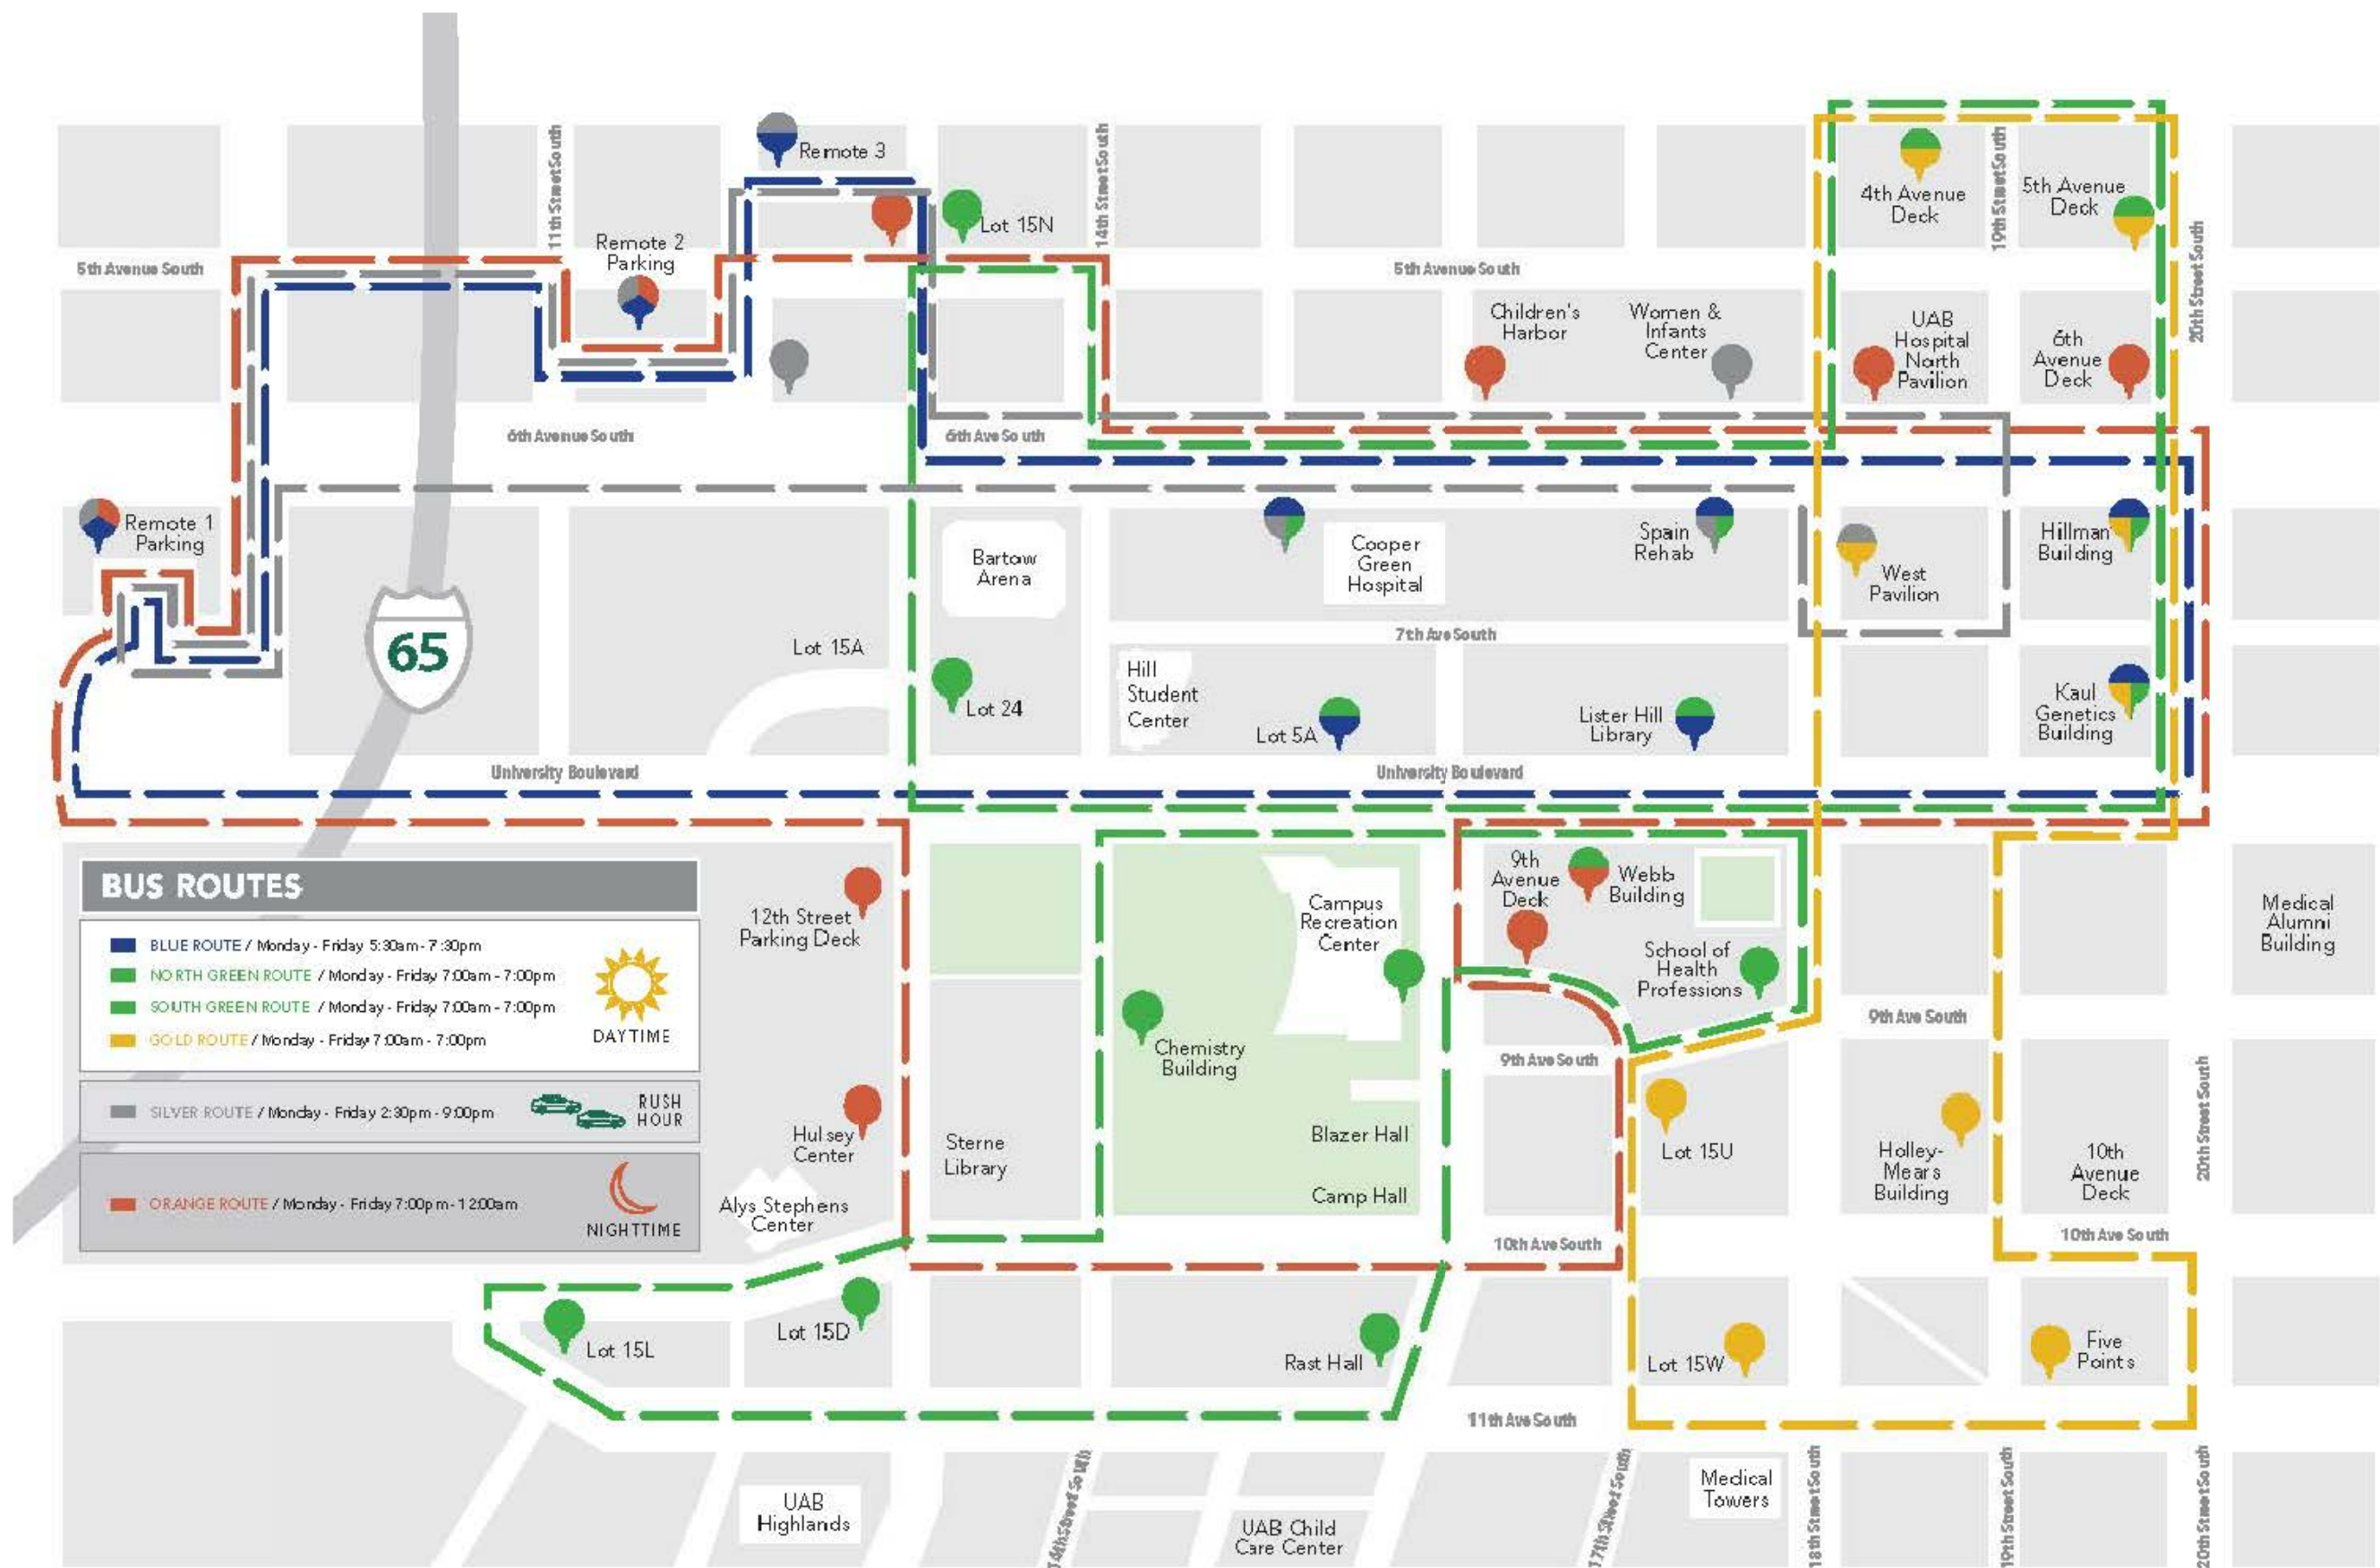 11th Street South
Remote 3
14th Street South
Lot 15N
4th Avenue
Deck
19th Street South
5th Avenue
Deck
20th Street South
5th Avenue South
Remote 2
Parking
5th Avenue South
Children's
Harbor
Women &
Infants
Center
UAB
Hospital
North
Pavilion
6th
Avenue
Deck
6th Avenue South
6th Ave South
Remote 1
Parking
65
Bartow
Arena
Cooper
Green
Hospital
Spain
Rehab
West
Pavilion
Hillman
Building
7th Ave South
Lot 15A
Lot 24
Hill
Student
Center
Lot 5A
Lister Hill
Library
Kaul
Genetics
Building
University Boulevard
University Boulevard
BUS ROUTES
BLUE ROUTE / Monday - Friday 5:30am - 7:30pm
NORTH GREEN ROUTE / Monday - Friday 7:00am - 7:00pm
SOUTH GREEN ROUTE / Monday - Friday 7:00am - 7:00pm
GOLD ROUTE / Monday - Friday 7:00am - 7:00pm
DAYTIME
SILVER ROUTE / Monday - Friday 2:30pm - 9:00pm
RUSH
HOUR
ORANGE ROUTE / Monday - Friday 7:00pm - 12:00am
NIGHTTIME
12th Street
Parking Deck
Hulsey
Center
Alys Stephens
Center
Sterne
Library
Chemistry
Building
Campus
Recreation
Center
Blazer Hall
Camp Hall
9th
Avenue
Deck
Webb
Building
School of
Health
Professions
9th Ave South
9th Ave South
Medical
Alumni
Building
Lot 15U
Holley-
Mears
Building
10th
Avenue
Deck
20th Street South
10th Ave South
10th Ave South
Lot 15L
Lot 15D
Rast Hall
Lot 15W
Five
Points
11th Ave South
UAB
Highlands
14th Street South
UAB Child
Care Center
17th Street South
Medical
Towers
18th Street South
19th Street South
20th Street South